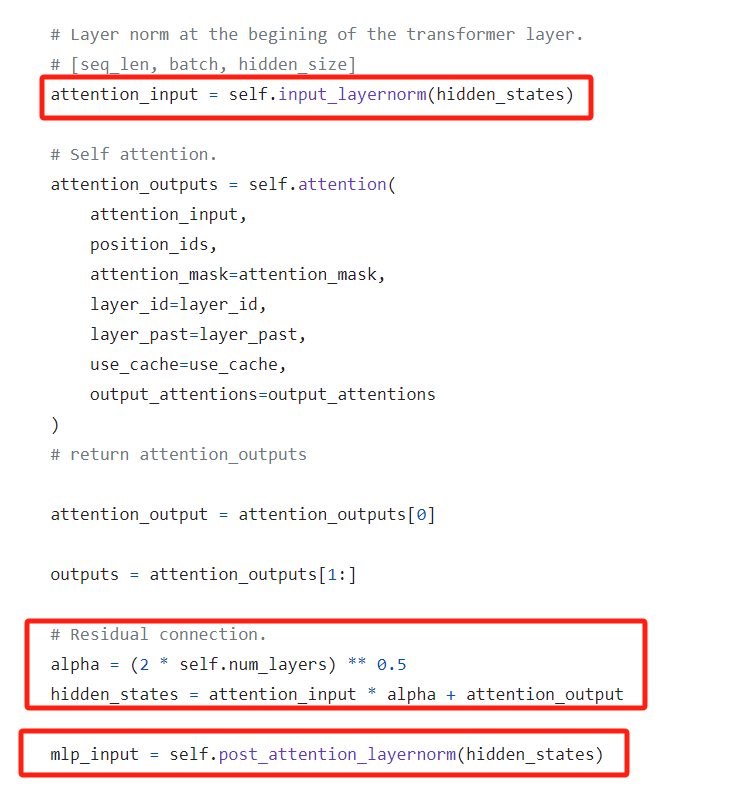 # Layer norm at the begining of the transformer layer.
# [seq_len, batch, hidden_size]
attention_input = self.input_layernorm(hidden_states)
# Self attention.
attention_outputs = self.attention(
attention_input,
position_ids,
attention_mask=attention_mask,
layer_id=layer_id,
layer_past=layer_past,
use_cache=use_cache,
output_attentions=output_attentions
)
# return attention_outputs
attention_output = attention_outputs[0]
outputs = attention_outputs[1:]
# Residual connection.
alpha = (2 * self.num_layers) ** 0.5
hidden_states = attention_input * alpha + attention_output
mlp_input = self.post_attention_layernorm(hidden_states)